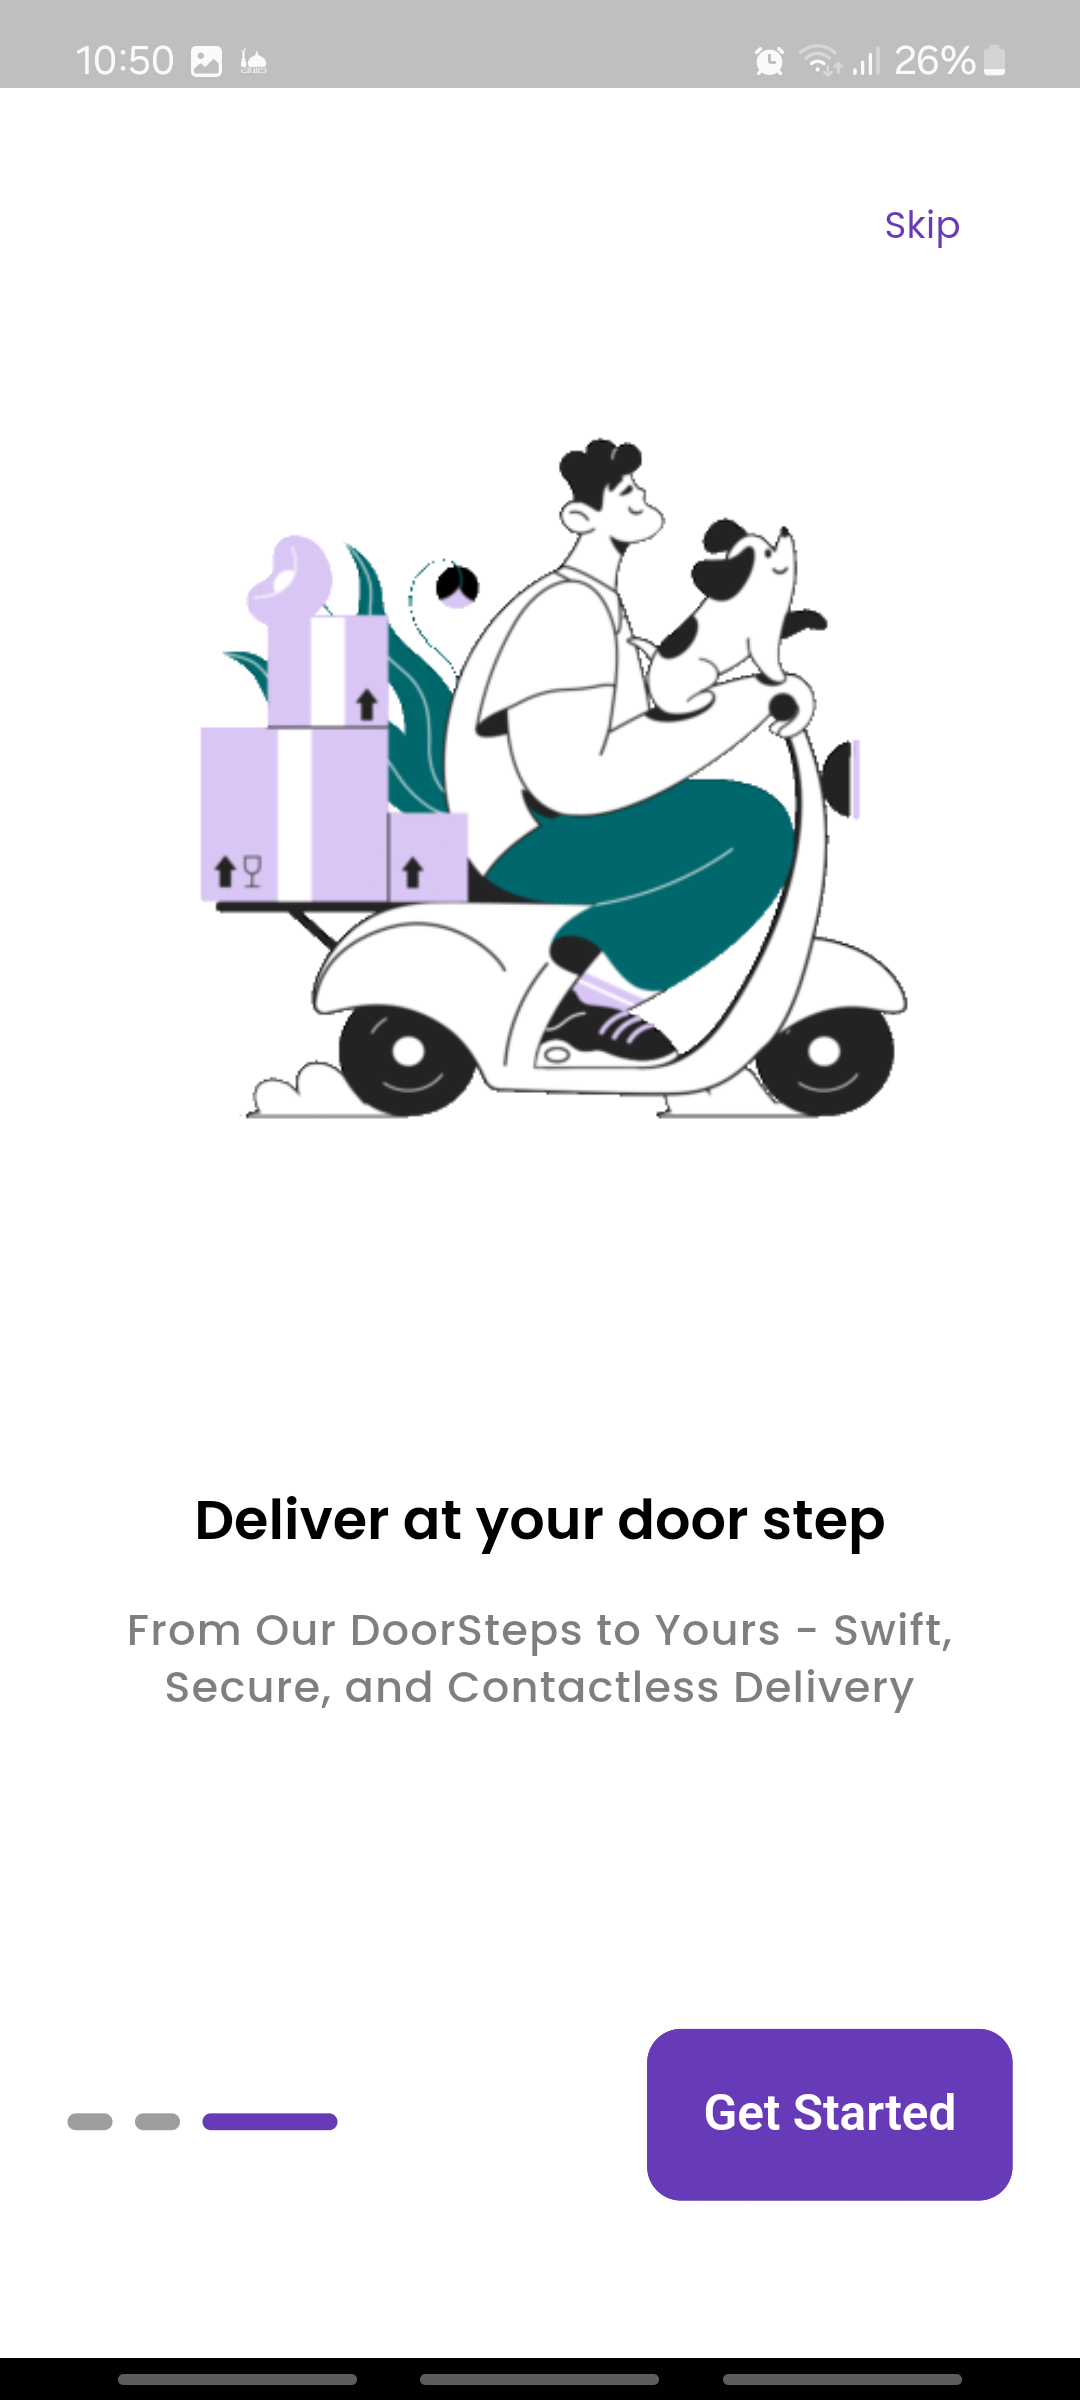 10:50 26%
Skip
Deliver at your door step
From Our DoorSteps to Yours - Swift,
Secure, and Contactless Delivery
Get Started